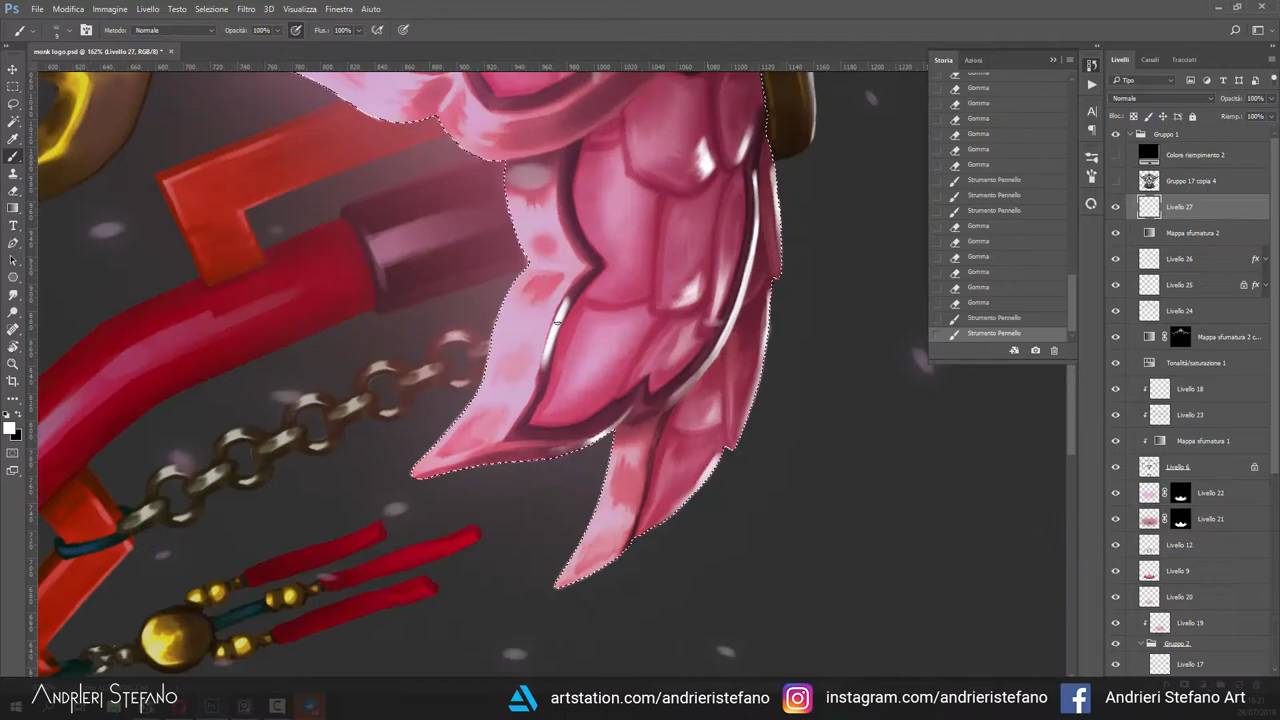 Ps File Modifica Immagine Livello Testo Selezione Filtro 3D Visualizza Finestra Aiuto
9 Metodo: Normale Opacità: 100% Flus.: 100%
monk logo.psd @ 162% (Livello 27, RGB/8) *
Storia Azioni
Gomma
Gomma
Gomma
Gomma
Gomma
Gomma
Gomma
Strumento Pennello
Strumento Pennello
Strumento Pennello
Gomma
Gomma
Gomma
Gomma
Gomma
Gomma
Strumento Pennello
Strumento Pennello
Livelli Canali Tracciati
Tipo
Normale Opacità: 100%
Bloc.: Riemp.: 100%
Gruppo 1
Colore riempimento 2
Gruppo 17 copia 4
Livello 27
Mappa sfumatura 2
Livello 26 fx
Livello 25 fx
Livello 24
Mappa sfumatura 2 c...
Tonalità/saturazione 1
Livello 18
Livello 23
Mappa sfumatura 1
Livello 6
Livello 22
Livello 21
Livello 12
Livello 9
Livello 20
Livello 19
Gruppo 2
Livello 17
ANDRIERI STEFANO
artstation.com/andrieristefano
instagram.com/andrieristefano
Andrieri Stefano Art